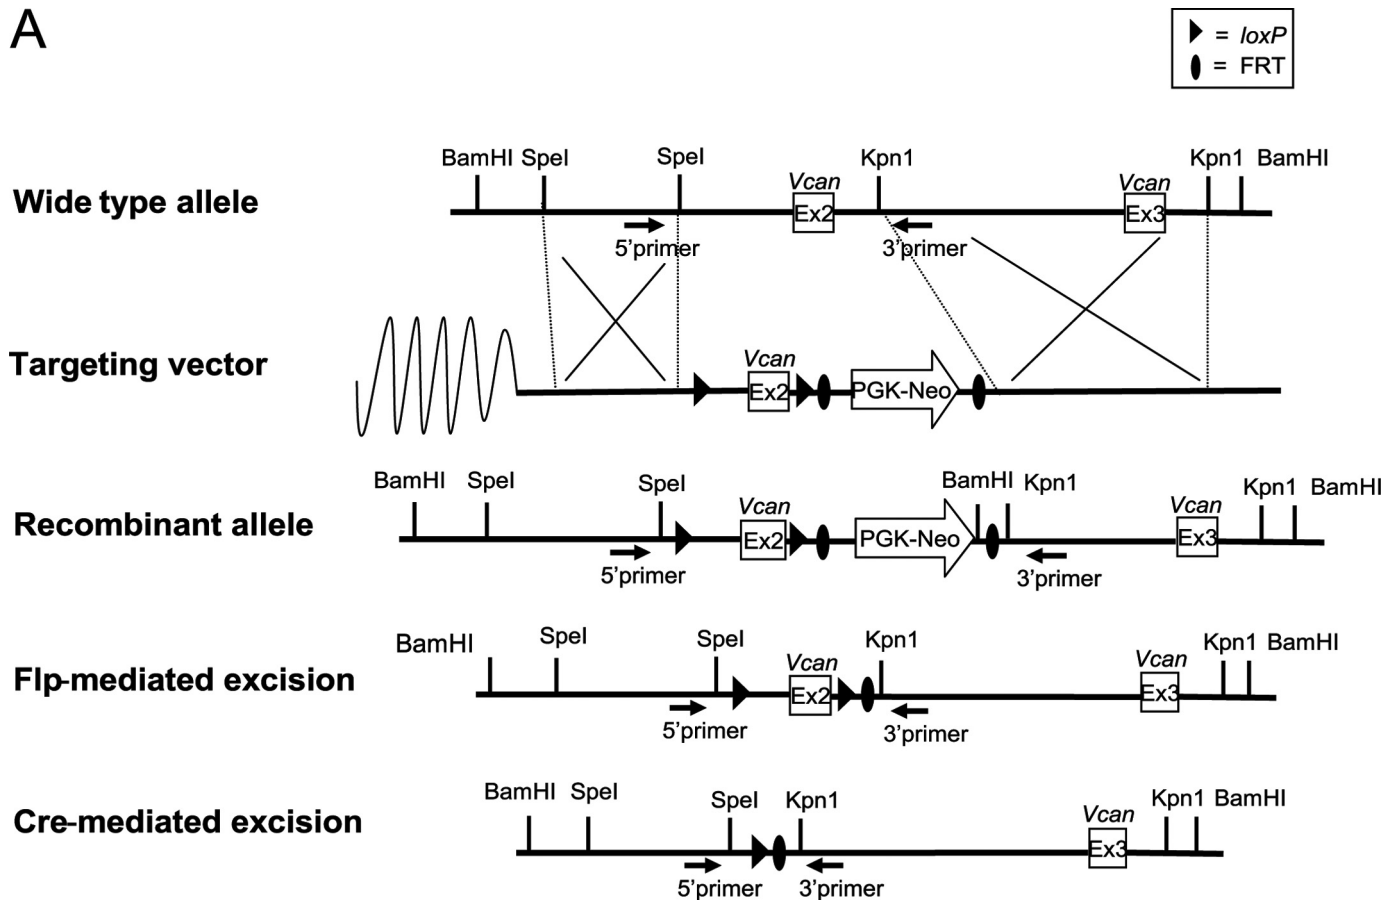 A
= loxP
= FRT
BamHI SpeI SpeI Kpn1 Kpn1 BamHI
Vcan Vcan
Wide type allele
Ex2 Ex3
5'primer 3'primer
Targeting vector
Vcan
Ex2 PGK-Neo
BamHI SpeI SpeI BamHI Kpn1 Kpn1 BamHI
Vcan Vcan
Recombinant allele
Ex2 PGK-Neo Ex3
5'primer 3'primer
BamHI SpeI SpeI Kpn1 Kpn1 BamHI
Vcan Vcan
Flp-mediated excision
Ex2 Ex3
5'primer 3'primer
BamHI SpeI SpeI Kpn1 Kpn1 BamHI
Vcan
Cre-mediated excision
Ex3
5'primer 3'primer